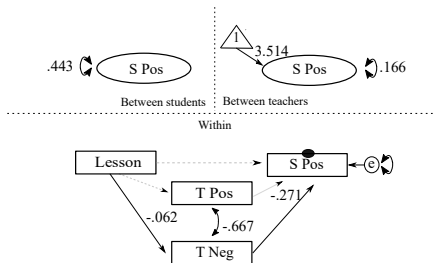 1
3.514
.443
S Pos
S Pos
.166
Between students
Between teachers
Within
Lesson
S Pos
e
T Pos
-.271
-.062
-.667
T Neg